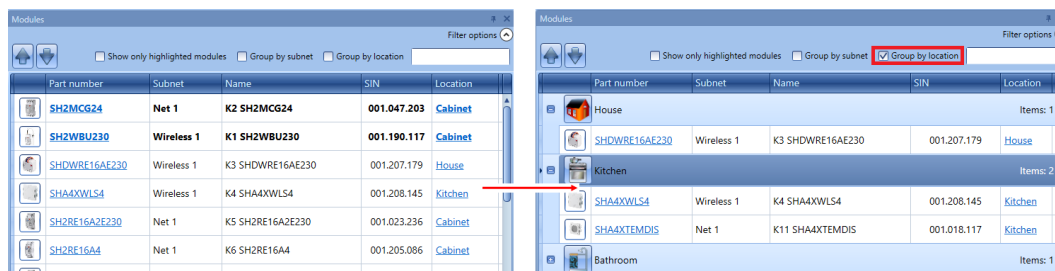 Modules
Filter options
Show only highlighted modules Group by subnet Group by location
Part number Subnet Name SIN Location
SH2MCG24 Net 1 K2 SH2MCG24 001.047.203 Cabinet
SH2WBU230 Wireless 1 K1 SH2WBU230 001.190.117 Cabinet
SHDWRE16AE230 Wireless 1 K3 SHDWRE16AE230 001.207.179 House
SHA4XWLS4 Wireless 1 K4 SHA4XWLS4 001.208.145 Kitchen
SH2RE16A2E230 Net 1 K5 SH2RE16A2E230 001.023.236 Cabinet
SH2RE16A4 Net 1 K6 SH2RE16A4 001.205.086 Cabinet
Modules
Filter options
Show only highlighted modules Group by subnet Group by location
Part number Subnet Name SIN Location
House Items: 1
SHDWRE16AE230 Wireless 1 K3 SHDWRE16AE230 001.207.179 House
Kitchen Items: 2
SHA4XWLS4 Wireless 1 K4 SHA4XWLS4 001.208.145 Kitchen
SHA4XTEMDIS Net 1 K11 SHA4XTEMDIS 001.018.117 Kitchen
Bathroom Items: 1